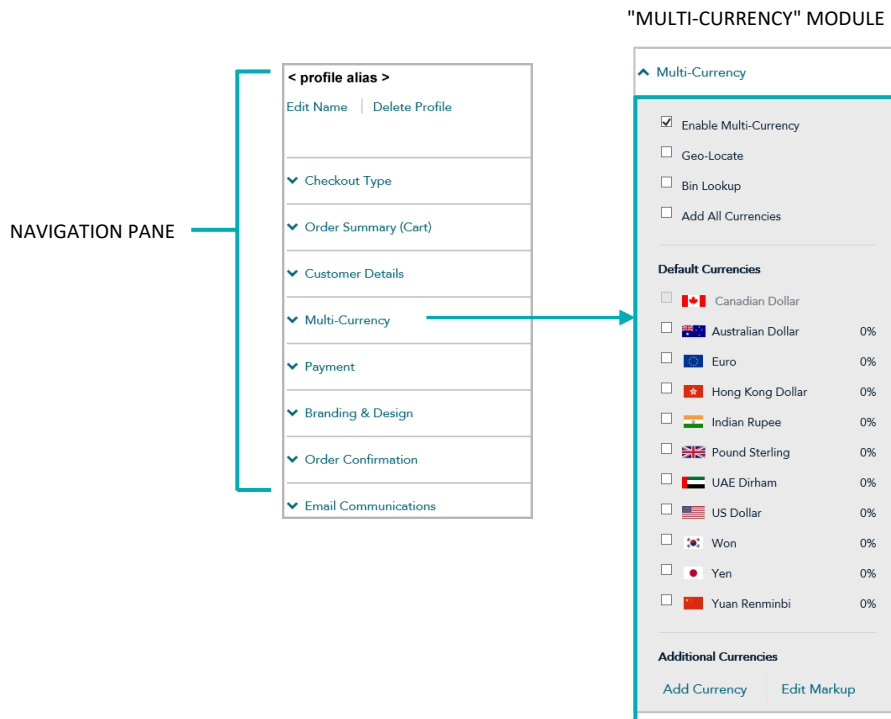 "MULTI-CURRENCY" MODULE
< profile alias >
Edit Name | Delete Profile
Checkout Type
Order Summary (Cart)
Customer Details
Multi-Currency
Payment
Branding & Design
Order Confirmation
Email Communications
NAVIGATION PANE
Multi-Currency
Enable Multi-Currency
Geo-Locate
Bin Lookup
Add All Currencies
Default Currencies
Canadian Dollar
Australian Dollar 0%
Euro 0%
Hong Kong Dollar 0%
Indian Rupee 0%
Pound Sterling 0%
UAE Dirham 0%
US Dollar 0%
Won 0%
Yen 0%
Yuan Renminbi 0%
Additional Currencies
Add Currency Edit Markup